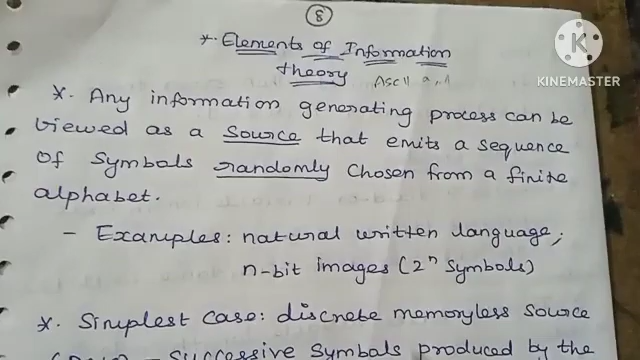 8
*. Elements of Information
theory ASCII a, A
*. Any information generating process can be
viewed as a source that emits a sequence
of symbals randomly chosen from a finite
alphabet.
- Examples: natural written language;
n-bit images (2ⁿ symbols)
*. Simplest case: discrete memoryless source
- Successive symbols produced by the
K
KINEMASTER